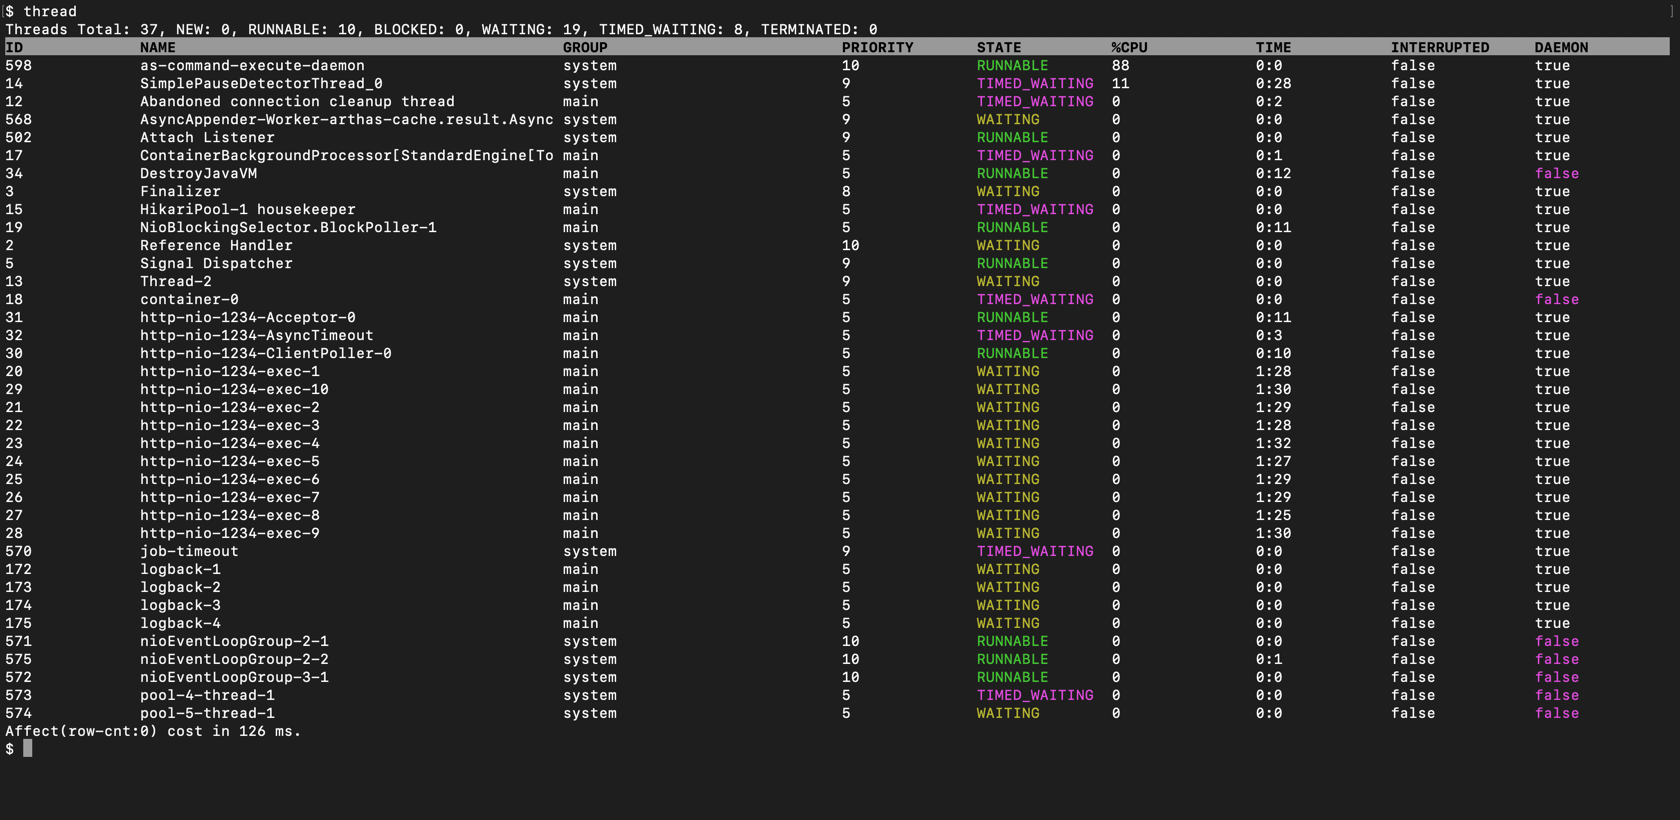 $ thread
Threads Total: 37, NEW: 0, RUNNABLE: 10, BLOCKED: 0, WAITING: 19, TIMED_WAITING: 8, TERMINATED: 0
ID NAME GROUP PRIORITY STATE %CPU TIME INTERRUPTED DAEMON
598 as-command-execute-daemon system 10 RUNNABLE 88 0:0 false true
14 SimplePauseDetectorThread_0 system 9 TIMED_WAITING 11 0:28 false true
12 Abandoned connection cleanup thread main 5 TIMED_WAITING 0 0:2 false true
568 AsyncAppender-Worker-arthas-cache.result.Async system 9 WAITING 0 0:0 false true
502 Attach Listener system 9 RUNNABLE 0 0:0 false true
17 ContainerBackgroundProcessor[StandardEngine[To main 5 TIMED_WAITING 0 0:1 false true
34 DestroyJavaVM main 5 RUNNABLE 0 0:12 false false
3 Finalizer system 8 WAITING 0 0:0 false true
15 HikariPool-1 housekeeper main 5 TIMED_WAITING 0 0:0 false true
19 NioBlockingSelector.BlockPoller-1 main 5 RUNNABLE 0 0:11 false true
2 Reference Handler system 10 WAITING 0 0:0 false true
5 Signal Dispatcher system 9 RUNNABLE 0 0:0 false true
13 Thread-2 system 9 WAITING 0 0:0 false true
18 container-0 main 5 TIMED_WAITING 0 0:0 false false
31 http-nio-1234-Acceptor-0 main 5 RUNNABLE 0 0:11 false true
32 http-nio-1234-AsyncTimeout main 5 TIMED_WAITING 0 0:3 false true
30 http-nio-1234-ClientPoller-0 main 5 RUNNABLE 0 0:10 false true
20 http-nio-1234-exec-1 main 5 WAITING 0 1:28 false true
29 http-nio-1234-exec-10 main 5 WAITING 0 1:30 false true
21 http-nio-1234-exec-2 main 5 WAITING 0 1:29 false true
22 http-nio-1234-exec-3 main 5 WAITING 0 1:28 false true
23 http-nio-1234-exec-4 main 5 WAITING 0 1:32 false true
24 http-nio-1234-exec-5 main 5 WAITING 0 1:27 false true
25 http-nio-1234-exec-6 main 5 WAITING 0 1:29 false true
26 http-nio-1234-exec-7 main 5 WAITING 0 1:29 false true
27 http-nio-1234-exec-8 main 5 WAITING 0 1:25 false true
28 http-nio-1234-exec-9 main 5 WAITING 0 1:30 false true
570 job-timeout system 9 TIMED_WAITING 0 0:0 false true
172 logback-1 main 5 WAITING 0 0:0 false true
173 logback-2 main 5 WAITING 0 0:0 false true
174 logback-3 main 5 WAITING 0 0:0 false true
175 logback-4 main 5 WAITING 0 0:0 false true
571 nioEventLoopGroup-2-1 system 10 RUNNABLE 0 0:0 false false
575 nioEventLoopGroup-2-2 system 10 RUNNABLE 0 0:1 false false
572 nioEventLoopGroup-3-1 system 10 RUNNABLE 0 0:0 false false
573 pool-4-thread-1 system 5 TIMED_WAITING 0 0:0 false false
574 pool-5-thread-1 system 5 WAITING 0 0:0 false false
Affect(row-cnt:0) cost in 126 ms.
$